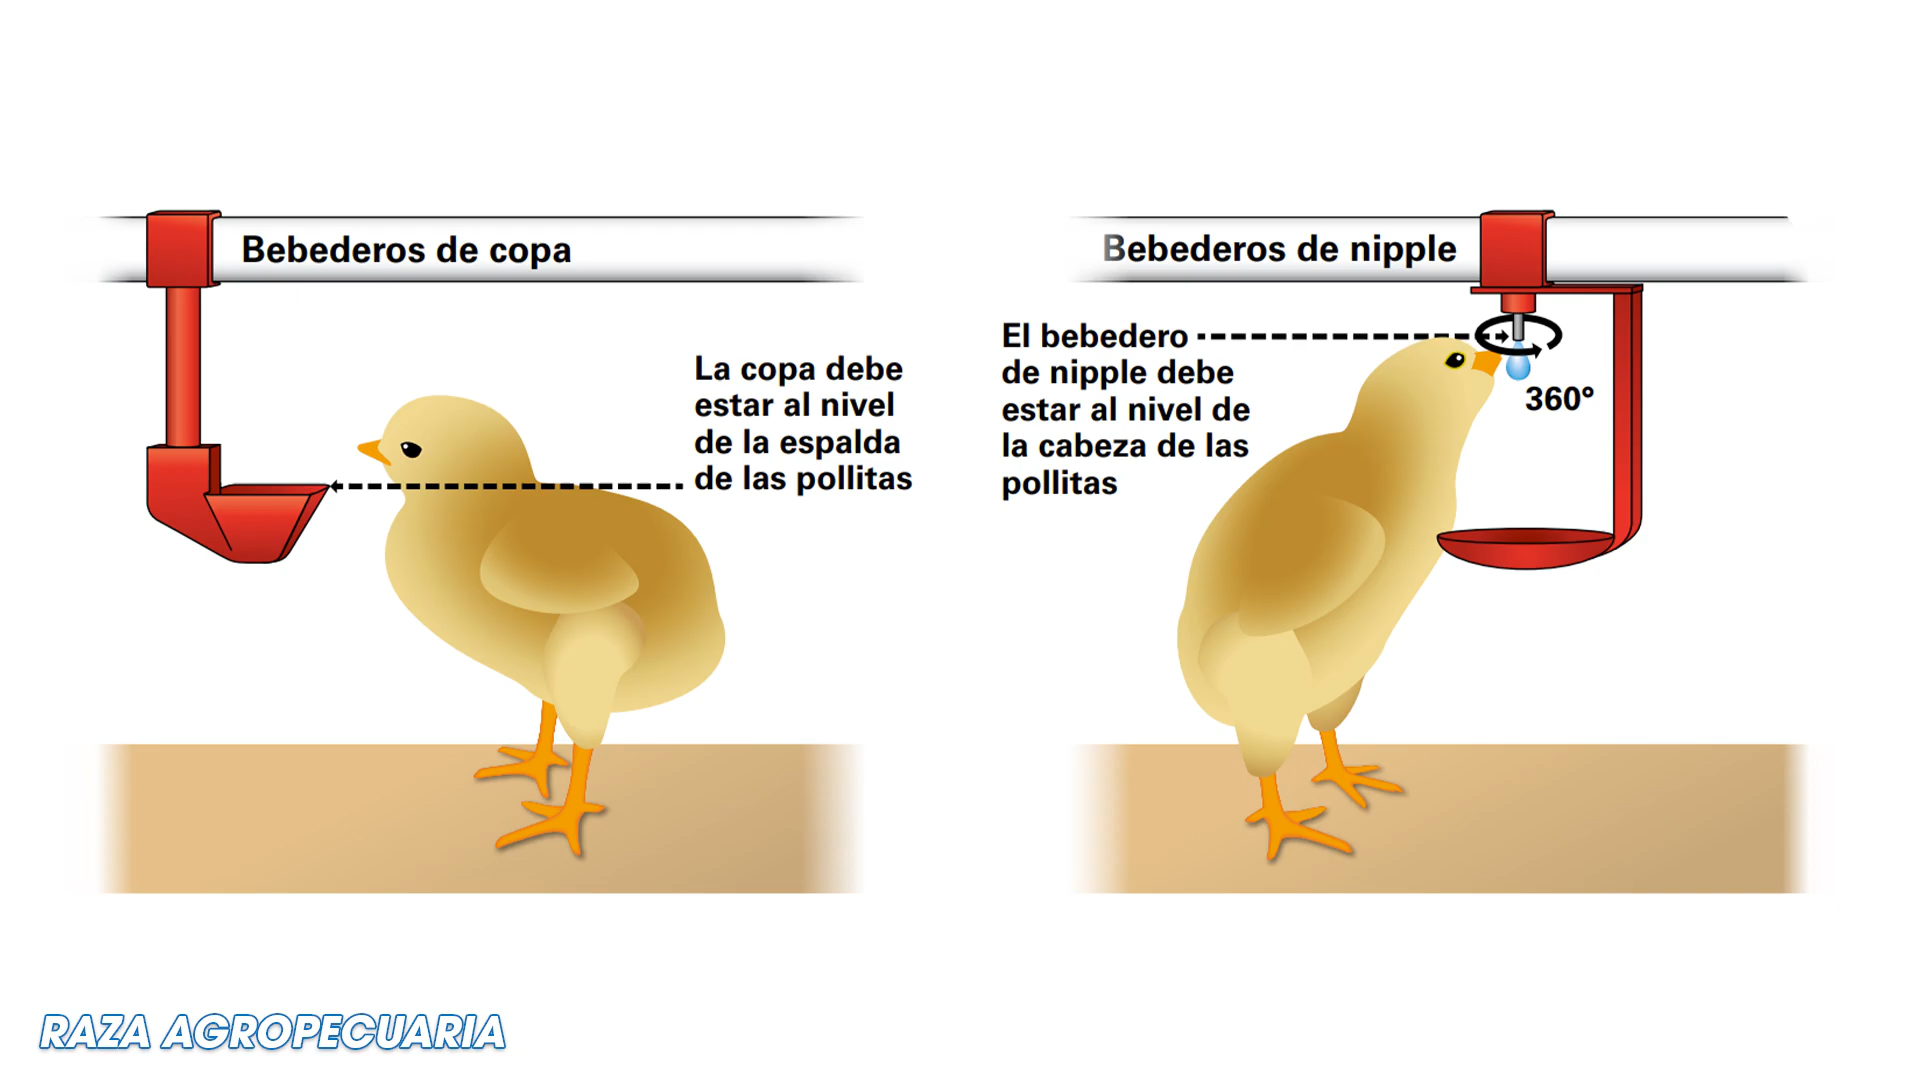 Bebederos de copa
La copa debe
estar al nivel
de la espalda
de las pollitas
Bebederos de nipple
El bebedero
de nipple debe
estar al nivel de
la cabeza de las
pollitas
360°
RAZA AGROPECUARIA